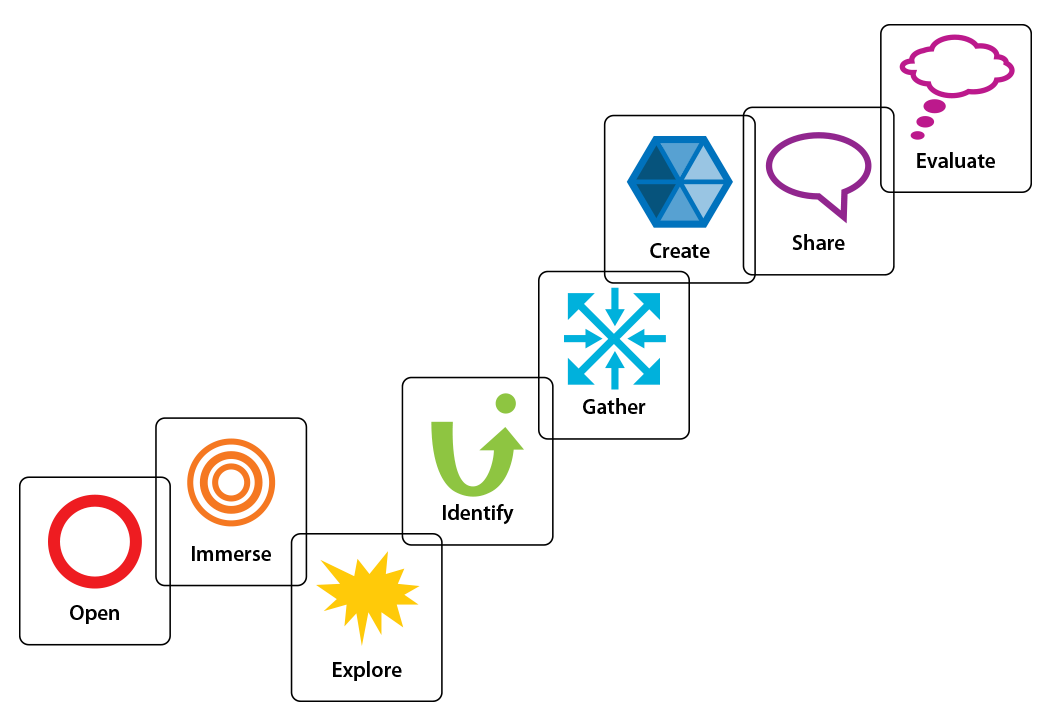 Open
Immerse
Explore
Identify
Gather
Create
Share
Evaluate